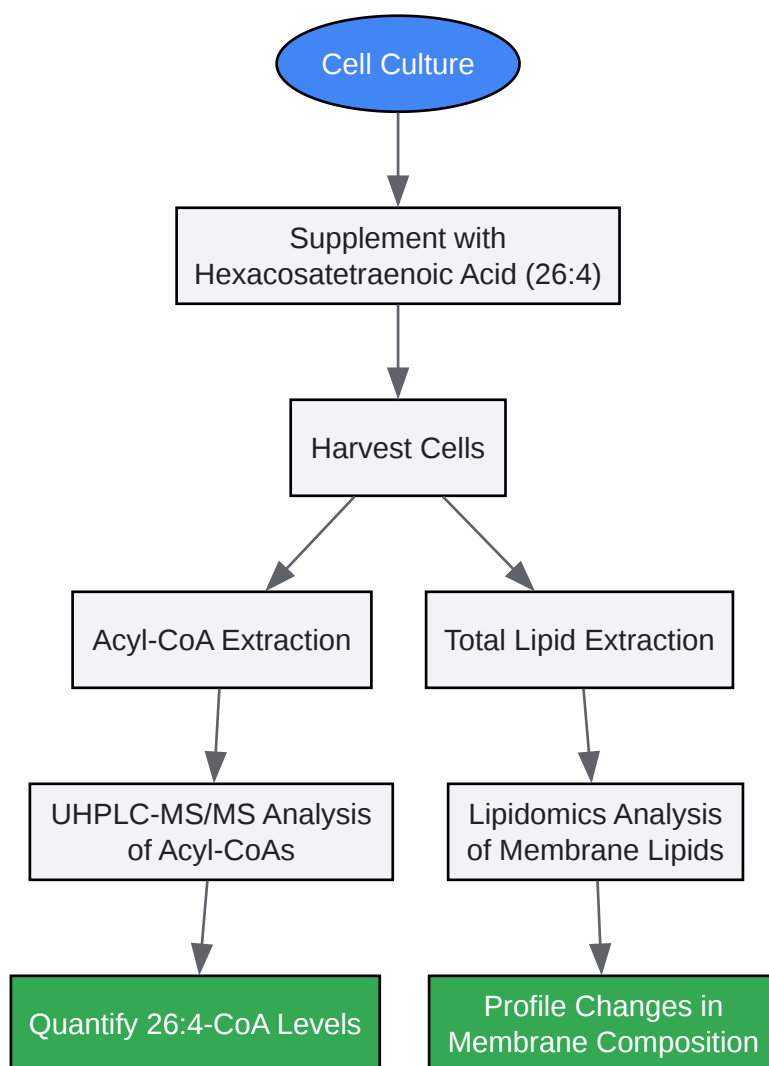 Cell Culture
Supplement with
Hexacosatetraenoic Acid (26:4)
Harvest Cells
Acyl-CoA Extraction
Total Lipid Extraction
UHPLC-MS/MS Analysis
of Acyl-CoAs
Lipidomics Analysis
of Membrane Lipids
Quantify 26:4-CoA Levels
Profile Changes in
Membrane Composition